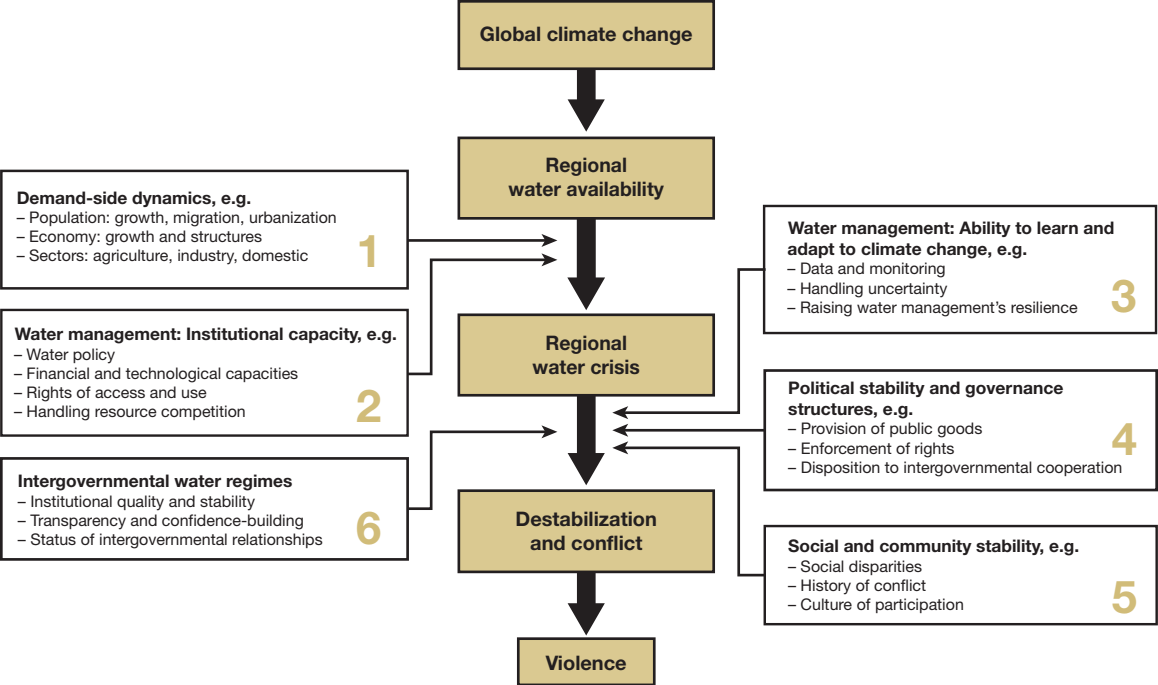 Global climate change
Regional
water availability
Demand-side dynamics, e.g.
– Population: growth, migration, urbanization
– Economy: growth and structures
– Sectors: agriculture, industry, domestic
1
Water management: Institutional capacity, e.g.
– Water policy
– Financial and technological capacities
– Rights of access and use
– Handling resource competition
2
Water management: Ability to learn and
adapt to climate change, e.g.
– Data and monitoring
– Handling uncertainty
– Raising water management’s resilience
3
Regional
water crisis
Political stability and governance
structures, e.g.
– Provision of public goods
– Enforcement of rights
– Disposition to intergovernmental cooperation
4
Social and community stability, e.g.
– Social disparities
– History of conflict
– Culture of participation
5
Intergovernmental water regimes
– Institutional quality and stability
– Transparency and confidence-building
– Status of intergovernmental relationships
6
Destabilization
and conflict
Violence